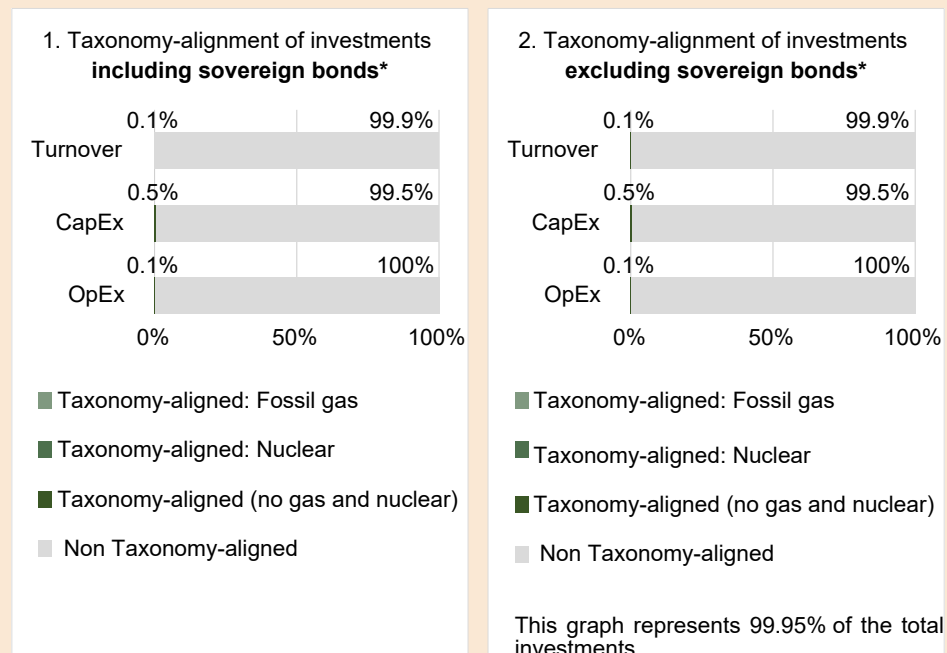 1. Taxonomy-alignment of investments
including sovereign bonds*
0.1% 99.9%
Turnover
0.5% 99.5%
CapEx
0.1% 100%
OpEx
0% 50% 100%
Taxonomy-aligned: Fossil gas
Taxonomy-aligned: Nuclear
Taxonomy-aligned (no gas and nuclear)
Non Taxonomy-aligned
2. Taxonomy-alignment of investments
excluding sovereign bonds*
0.1% 99.9%
Turnover
0.5% 99.5%
CapEx
0.1% 100%
OpEx
0% 50% 100%
Taxonomy-aligned: Fossil gas
Taxonomy-aligned: Nuclear
Taxonomy-aligned (no gas and nuclear)
Non Taxonomy-aligned
This graph represents 99.95% of the total
investments